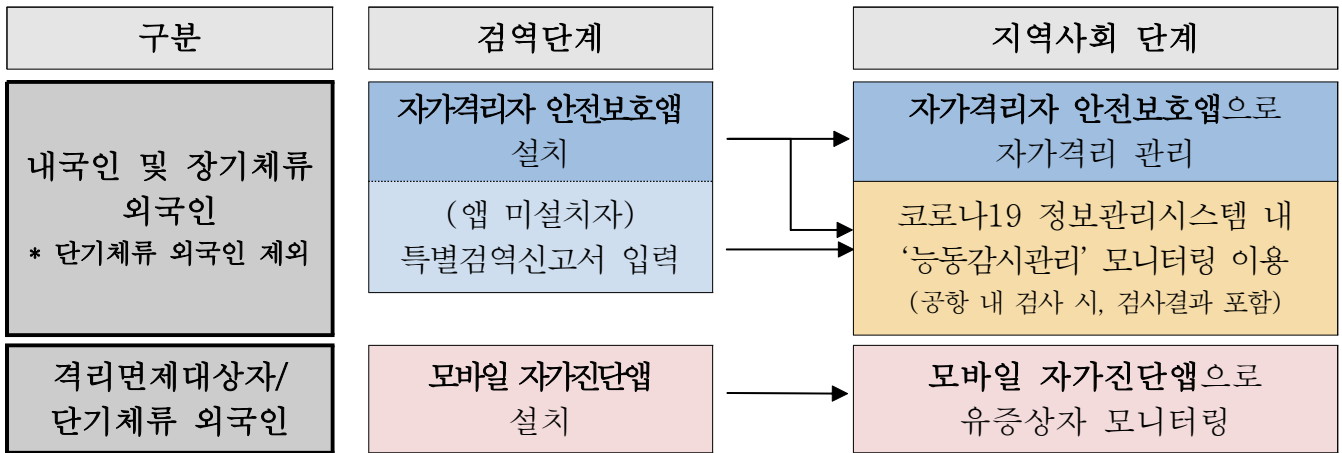 구분
검역단계
지역사회 단계
내국인 및 장기체류
외국인
* 단기체류 외국인 제외
자가격리자 안전보호앱
설치
(앱 미설치자)
특별검역신고서 입력
자가격리자 안전보호앱으로
자가격리 관리
코로나19 정보관리시스템 내
‘능동감시관리’ 모니터링 이용
(공항 내 검사 시, 검사결과 포함)
격리면제대상자/
단기체류 외국인
모바일 자가진단앱
설치
모바일 자가진단앱으로
유증상자 모니터링